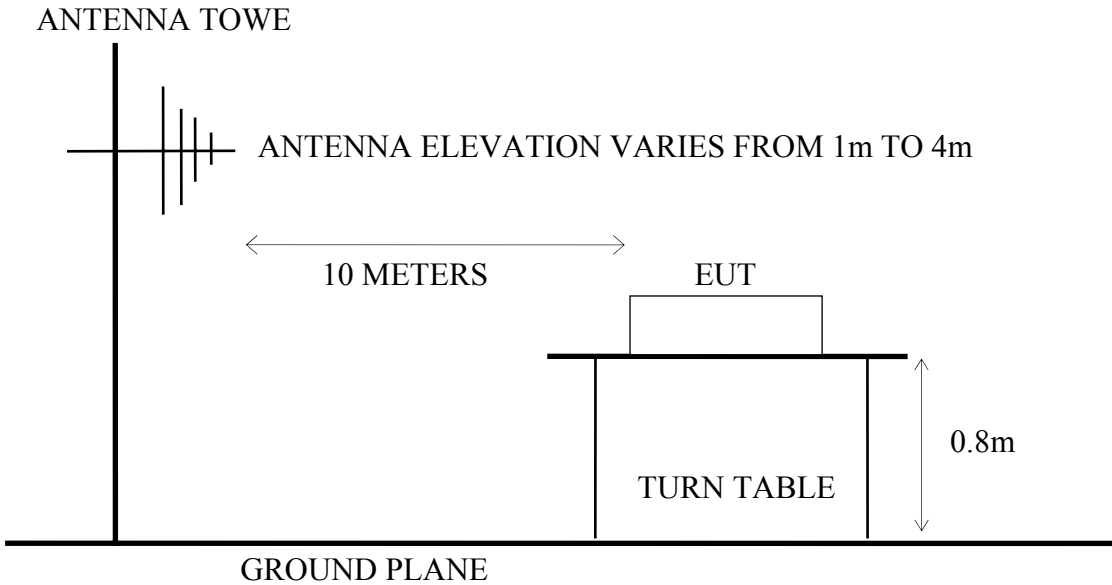 ANTENNA TOWE
ANTENNA ELEVATION VARIES FROM 1m TO 4m
10 METERS
EUT
0.8m
TURN TABLE
GROUND PLANE